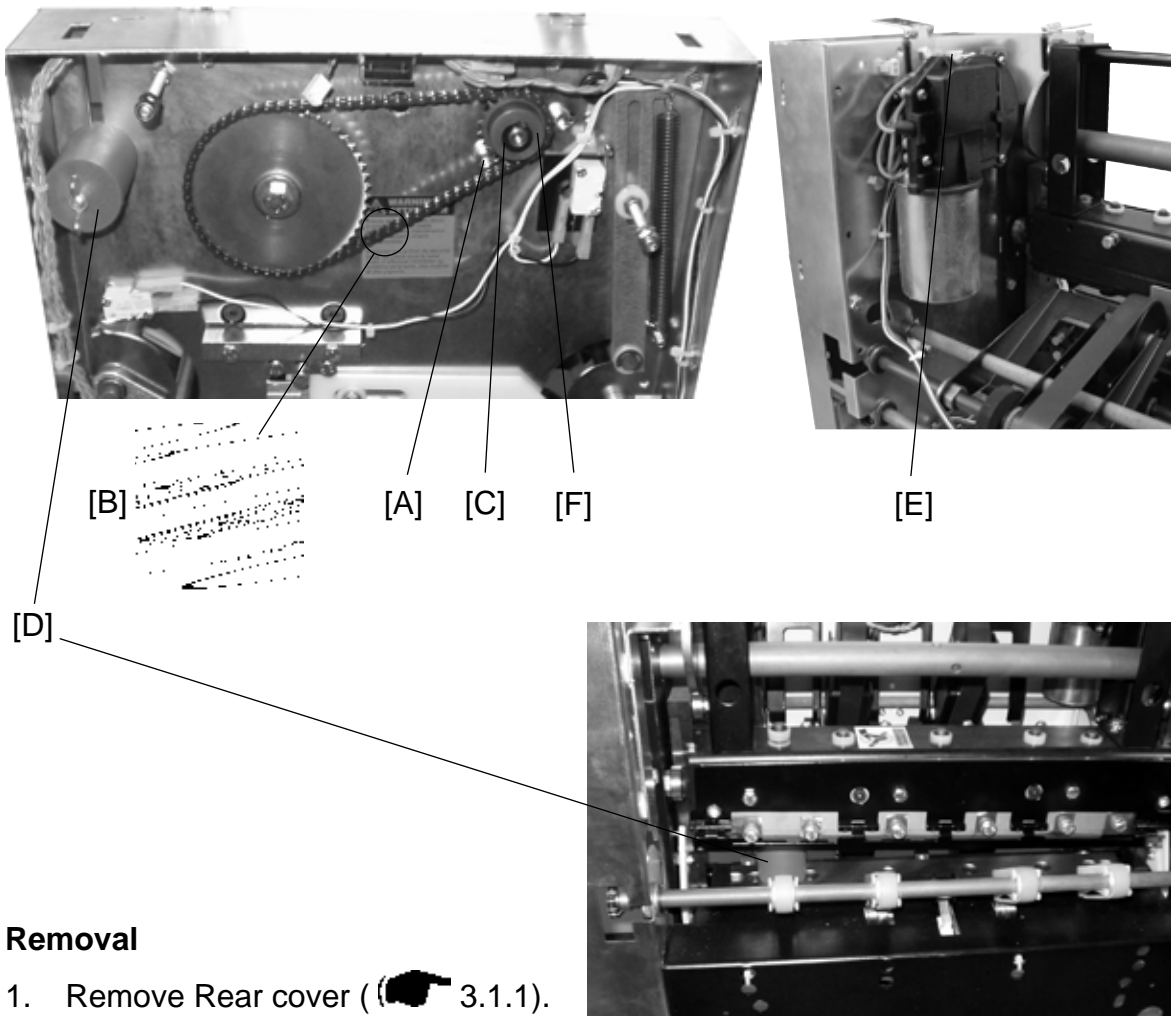 [B]
[A]
[C]
[F]
[E]
[D]
Removal
1. Remove Rear cover ( 3.1.1).